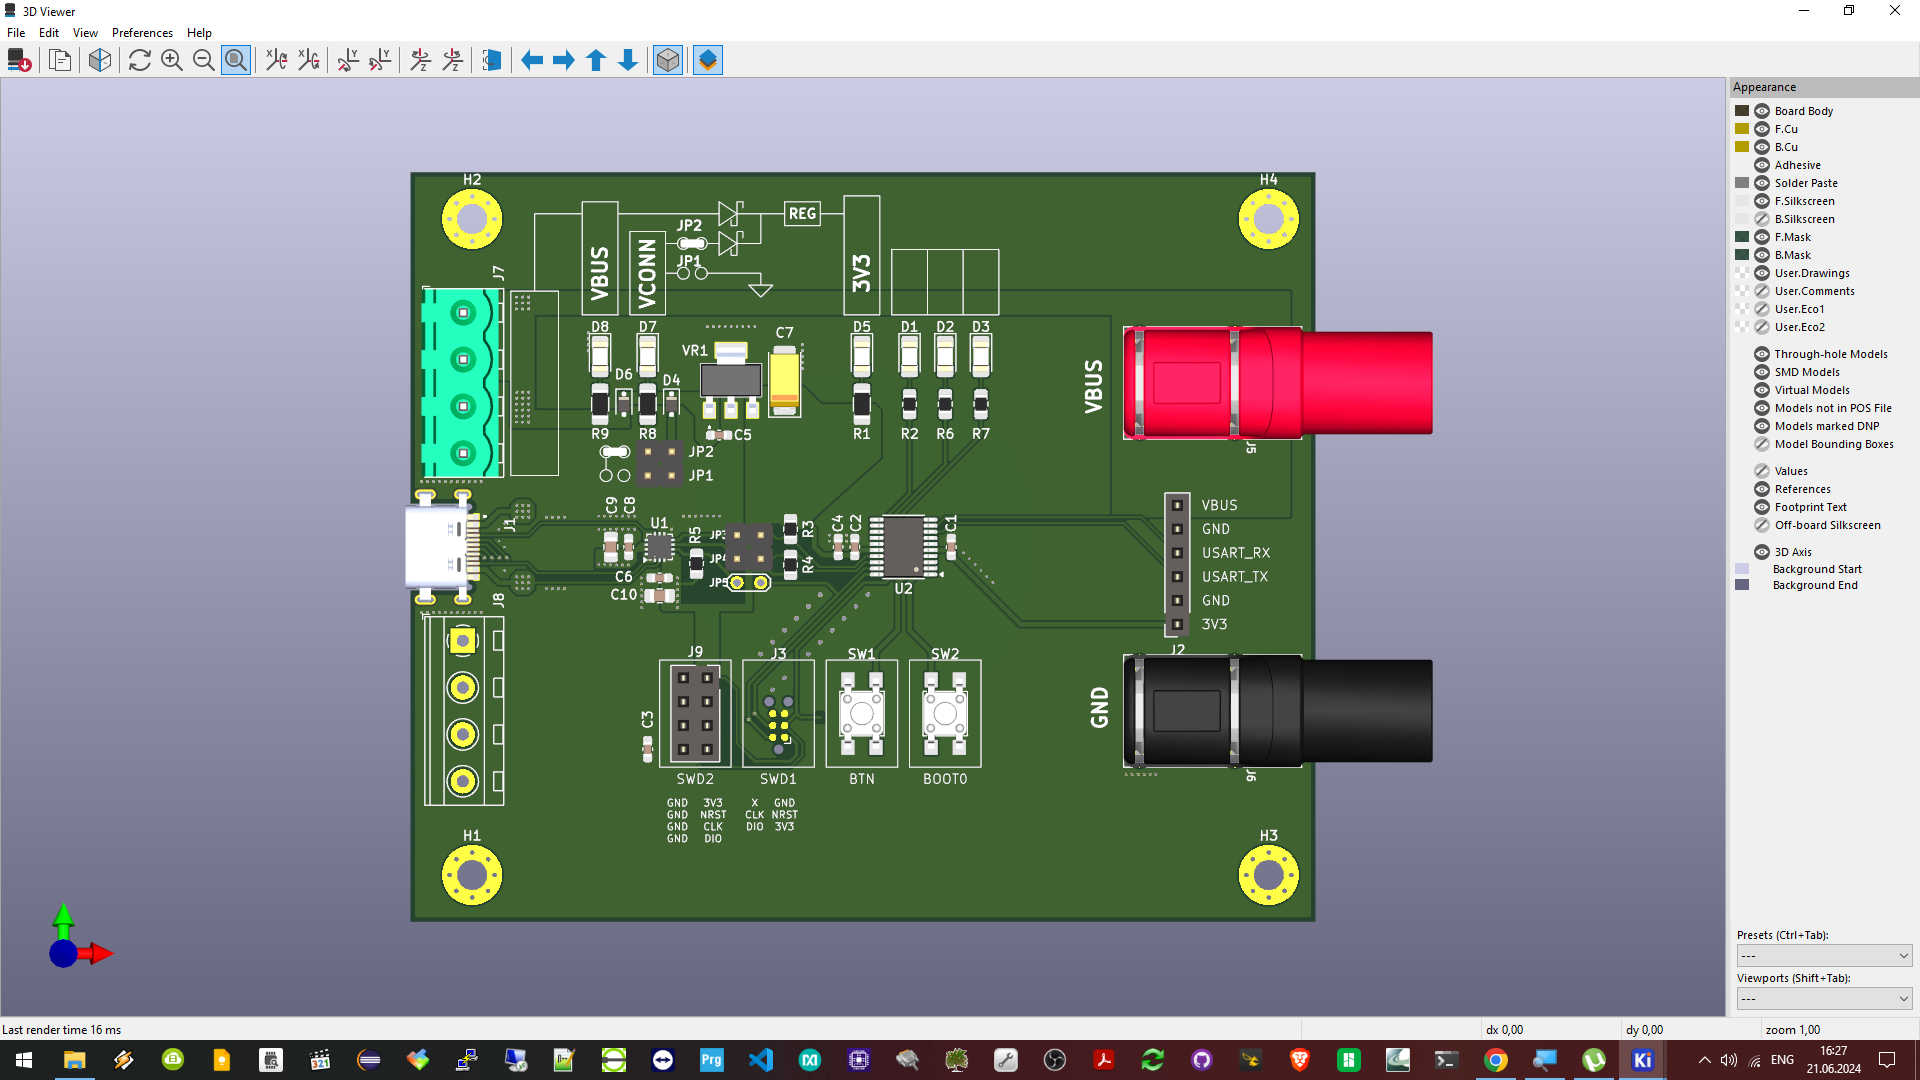 3D Viewer
File Edit View Preferences Help
Appearance
Board Body
F.Cu
B.Cu
Adhesive
Solder Paste
F.Silkscreen
B.Silkscreen
F.Mask
B.Mask
User.Drawings
User.Comments
User.Eco1
User.Eco2
Through-hole Models
SMD Models
Virtual Models
Models not in POS File
Models marked DNP
Model Bounding Boxes
Values
References
Footprint Text
Off-board Silkscreen
3D Axis
Background Start
Background End
Presets (Ctrl+Tab):
---
Viewports (Shift+Tab):
---
H2 H4
REG
JP2
JP1
VBUS VCONN 3V3
J7
D8 D7 D5 D1 D2 D3
VR1 C7
D6 D4
R9 R8 C5 R1 R2 R6 R7
JP2
JP1
VBUS
J5
C9 C8
J1 U1 R5 JP3 R3 C4 C2 C1
JP4 R4
C6 JP5
C10 U2
VBUS
GND
USART_RX
USART_TX
GND
3V3
J2
J8
J9 J3 SW1 SW2
C3
GND
J6
SWD2 SWD1 BTN BOOT0
GND 3V3 X GND
GND NRST CLK NRST
GND CLK DIO 3V3
GND DIO
H1 H3
Last render time 16 ms dx 0,00 dy 0,00 zoom 1,00
321 Prg Ki ENG 16:27
21.06.2024